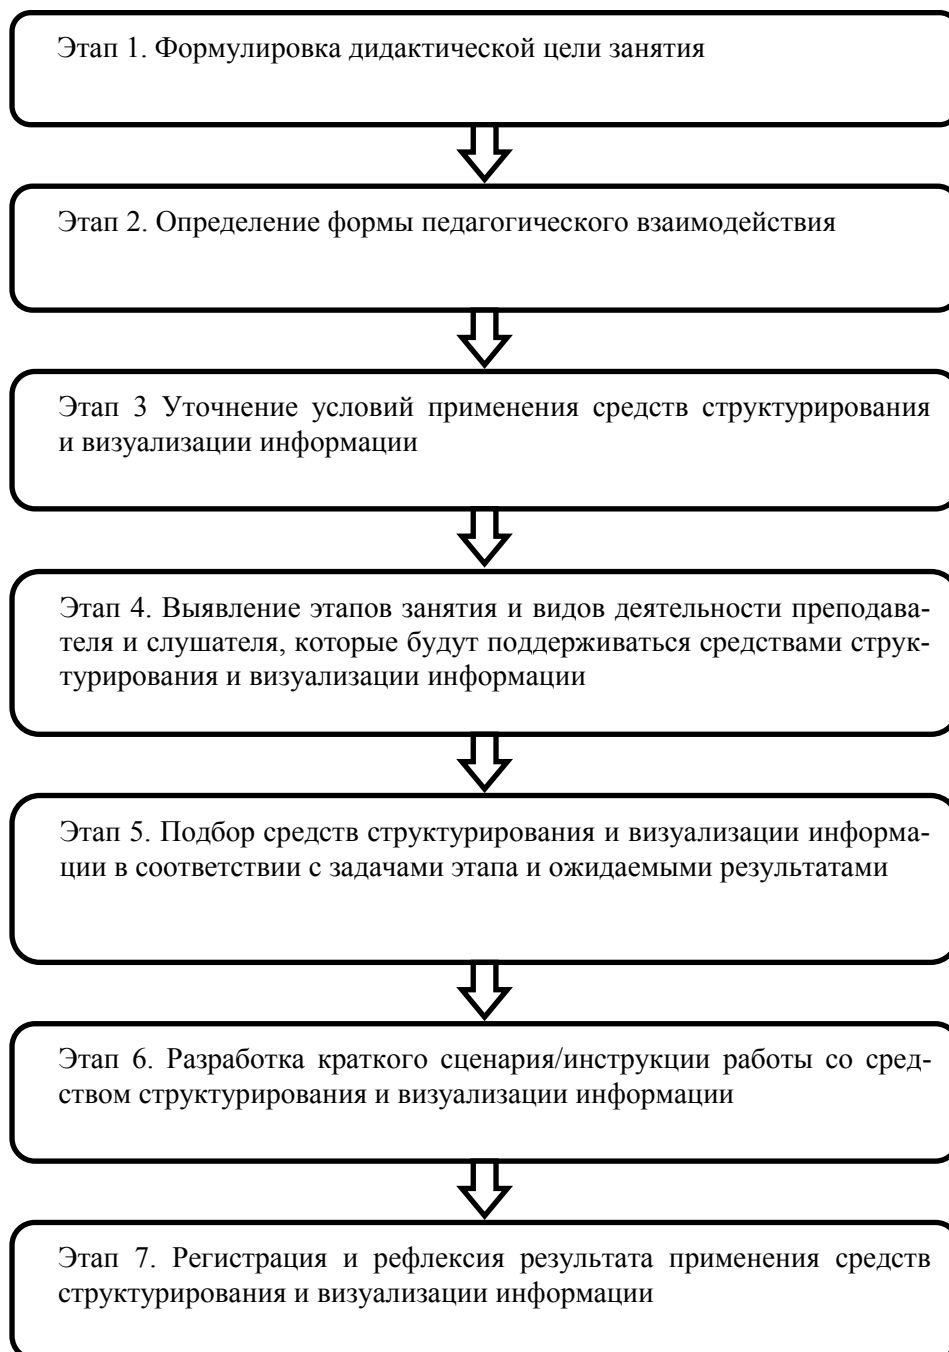 Этап 1. Формулировка дидактической цели занятия
Этап 2. Определение формы педагогического взаимодействия
Этап 3 Уточнение условий применения средств структурирования
и визуализации информации
Этап 4. Выявление этапов занятия и видов деятельности преподава-
теля и слушателя, которые будут поддерживаться средствами струк-
турирования и визуализации информации
Этап 5. Подбор средств структурирования и визуализации информа-
ции в соответствии с задачами этапа и ожидаемыми результатами
Этап 6. Разработка краткого сценария/инструкции работы со сред-
ством структурирования и визуализации информации
Этап 7. Регистрация и рефлексия результата применения средств
структурирования и визуализации информации